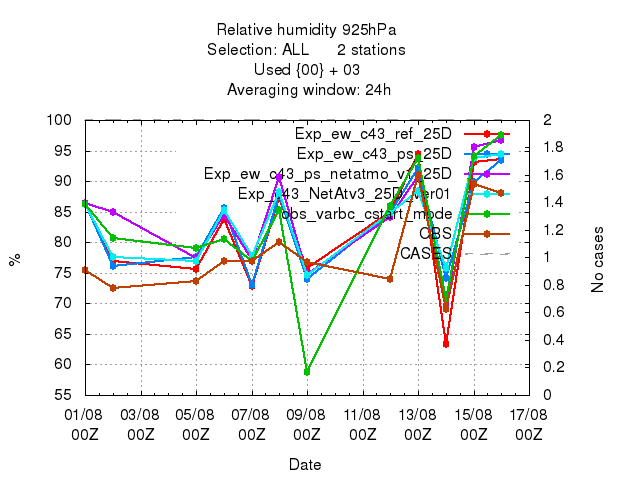 Relative humidity 925hPa
Selection: ALL 2 stations
Used {00} + 03
Averaging window: 24h
100
95
90
85
80
75
70
65
60
55
%
2
1.8
1.6
1.4
1.2
1
0.8
0.6
0.4
0.2
0
No cases
Exp_ew_c43_ref_25D
Exp_ew_c43_ps_25D
Exp_ew_c43_ps_netatmo_v1_25D
Exp_c43_NetAtv3_25D_ver01
obs_varbc_cstart_mode
OBS
CASES
01/08 03/08 05/08 07/08 09/08 11/08 13/08 15/08 17/08
00Z 00Z 00Z 00Z 00Z 00Z 00Z 00Z 00Z
Date